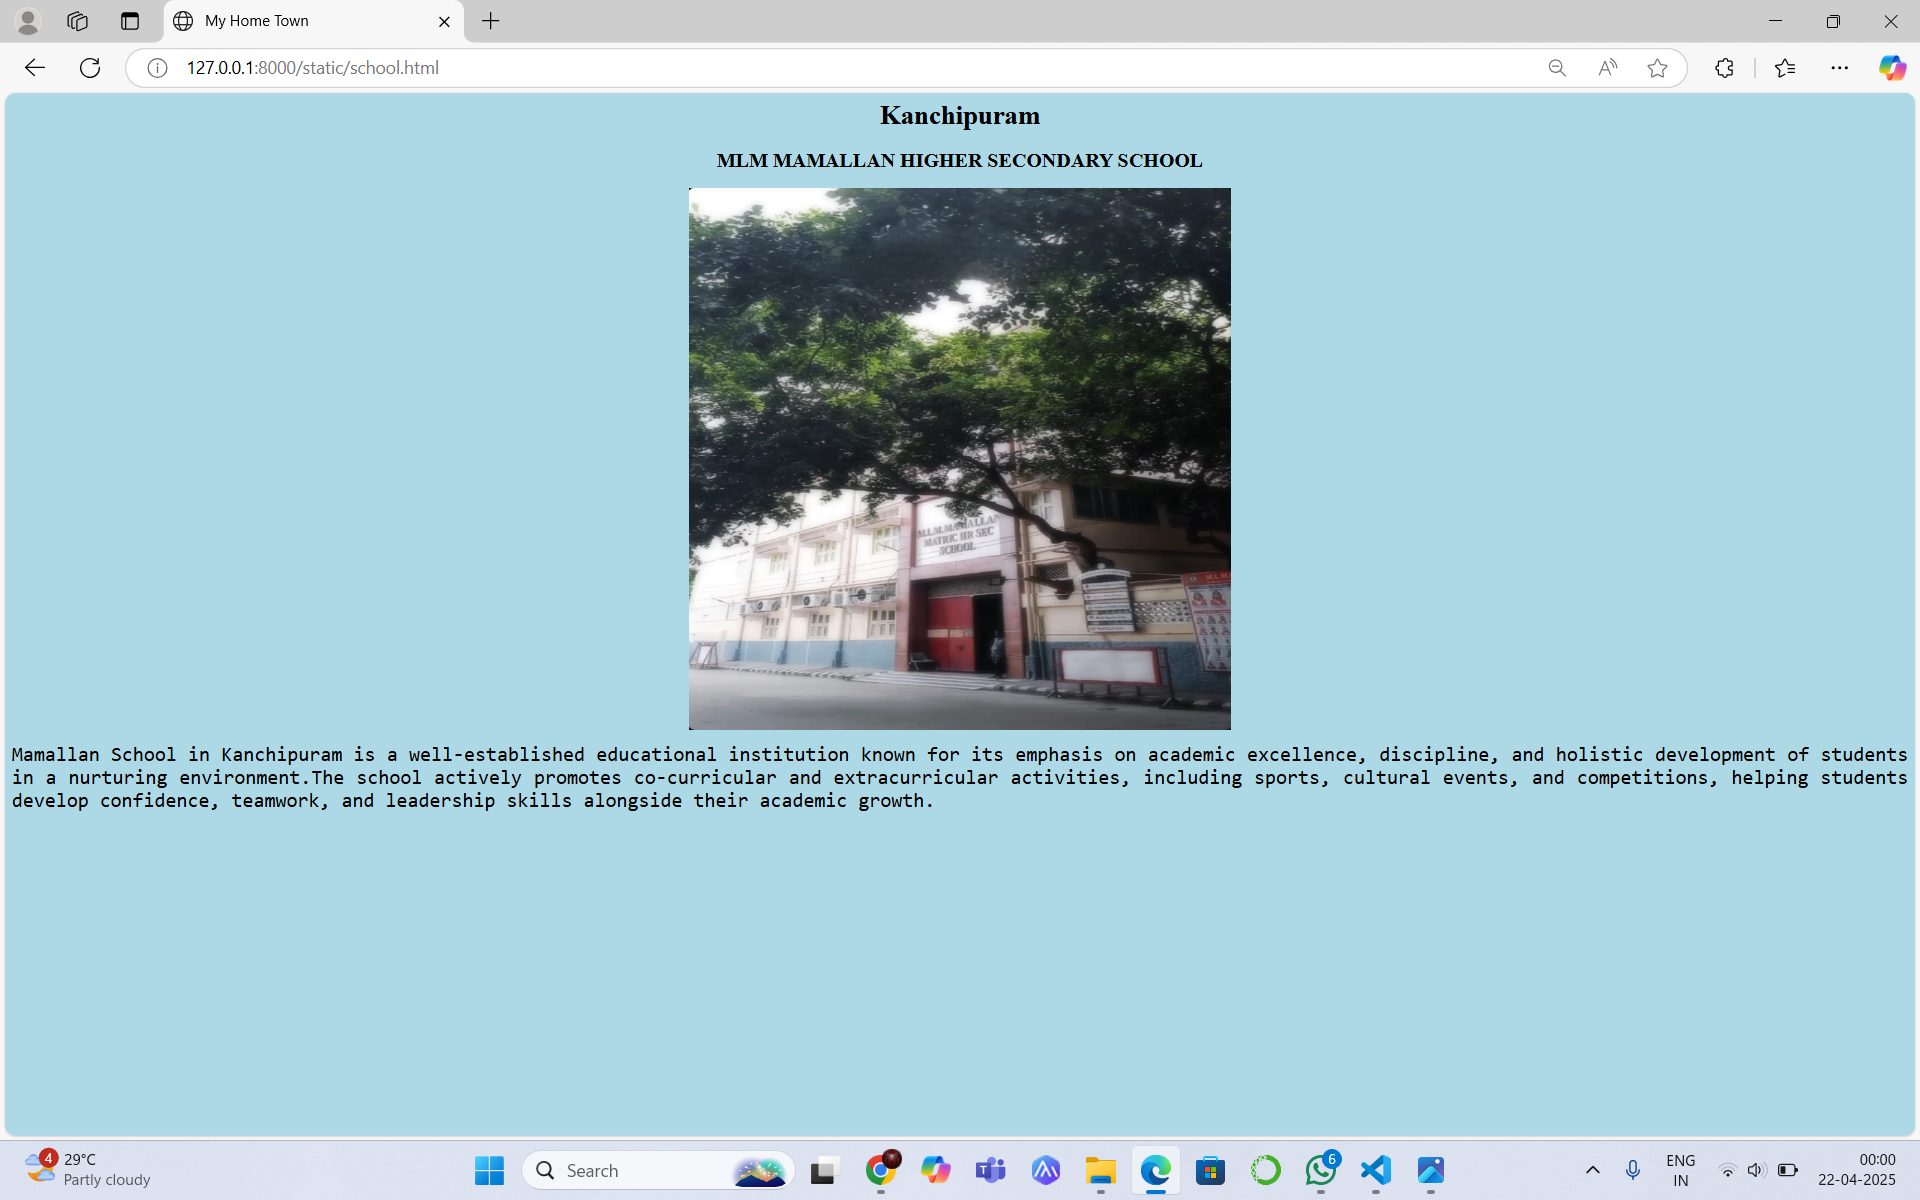 My Home Town
127.0.0.1:8000/static/school.html
Kanchipuram
MLM MAMALLAN HIGHER SECONDARY SCHOOL
M.L.M.MAMALLAN
MATRIC HR SEC
SCHOOL
Mamallan School in Kanchipuram is a well-established educational institution known for its emphasis on academic excellence, discipline, and holistic development of students
in a nurturing environment.The school actively promotes co-curricular and extracurricular activities, including sports, cultural events, and competitions, helping students
develop confidence, teamwork, and leadership skills alongside their academic growth.
4
29°C
Partly cloudy
Search
6
ENG
IN
00:00
22-04-2025